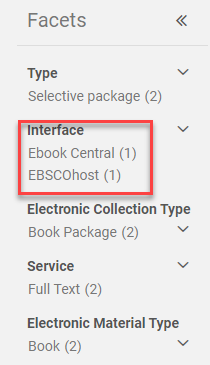 Facets
Type
Selective package (2)
Interface
Ebook Central (1)
EBSCOhost (1)
Electronic Collection Type
Book Package (2)
Service
Full Text (2)
Electronic Material Type
Book (2)